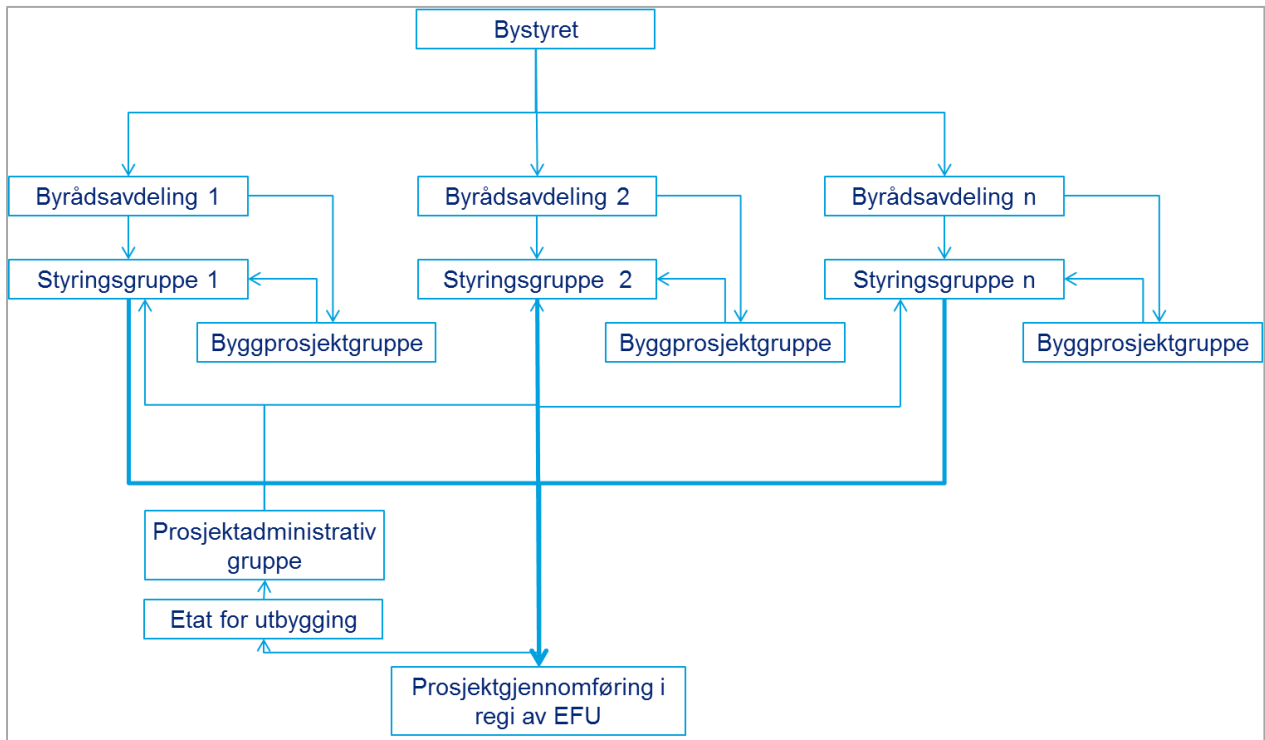 Bystyret
Byrådsavdeling 1
Byrådsavdeling 2
Byrådsavdeling n
Styringsgruppe 1
Styringsgruppe 2
Styringsgruppe n
Byggprosjektgruppe
Byggprosjektgruppe
Byggprosjektgruppe
Prosjektadministrativ
gruppe
Etat for utbygging
Prosjektgjennomføring i
regi av EFU